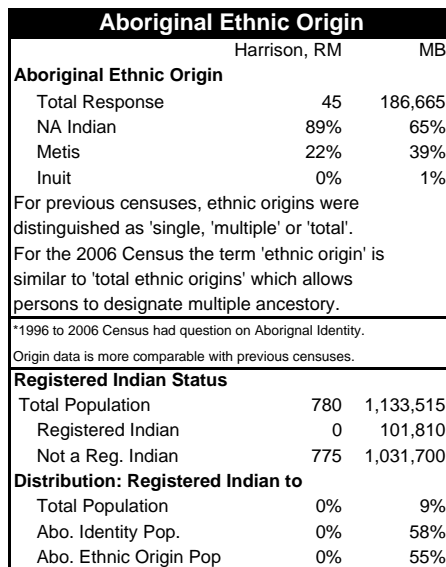 Aboriginal Ethnic Origin
Harrison, RM MB
Aboriginal Ethnic Origin
Total Response 45 186,665
NA Indian 89% 65%
Metis 22% 39%
Inuit 0% 1%
For previous censuses, ethnic origins were
distinguished as 'single, 'multiple' or 'total'.
For the 2006 Census the term 'ethnic origin' is
similar to 'total ethnic origins' which allows
persons to designate multiple ancestory.
*1996 to 2006 Census had question on Aborignal Identity.
Origin data is more comparable with previous censuses.
Registered Indian Status
Total Population 780 1,133,515
Registered Indian 0 101,810
Not a Reg. Indian 775 1,031,700
Distribution: Registered Indian to
Total Population 0% 9%
Abo. Identity Pop. 0% 58%
Abo. Ethnic Origin Pop 0% 55%